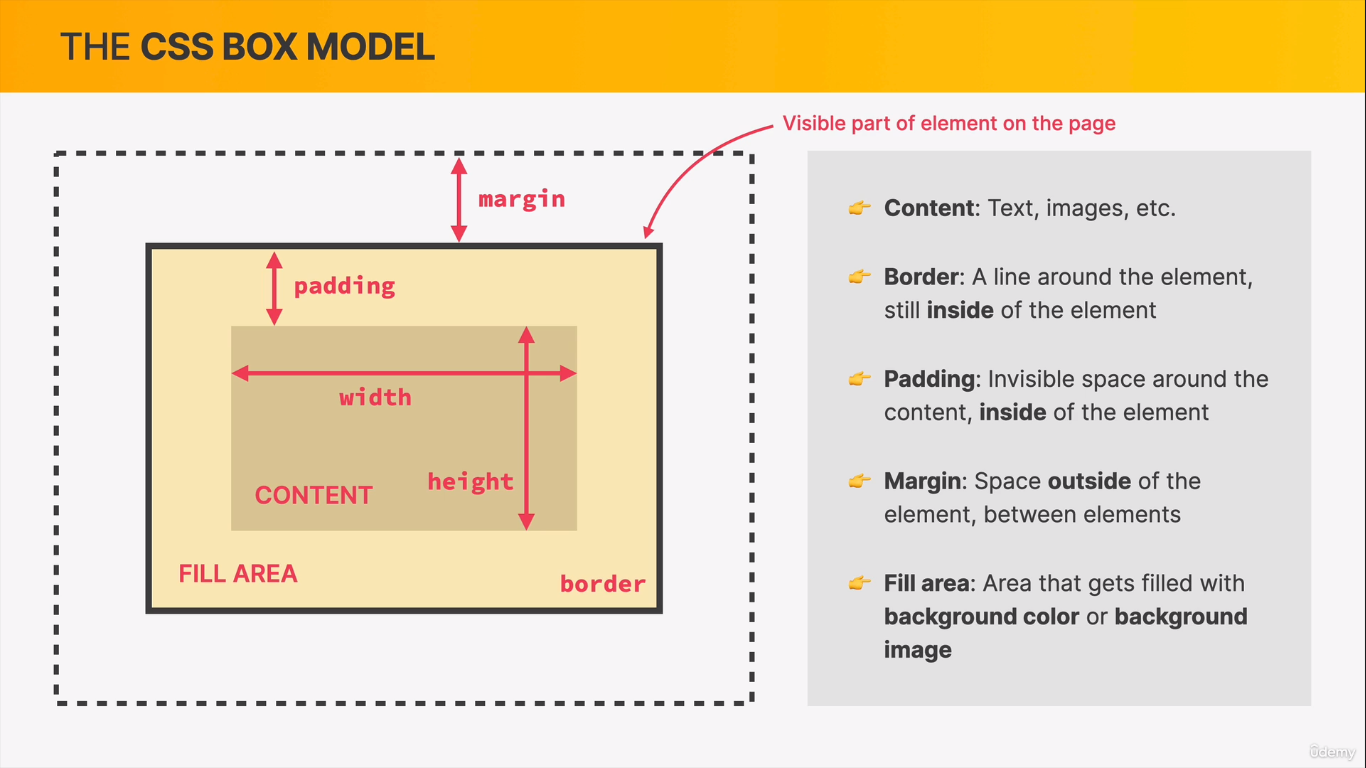 THE CSS BOX MODEL
Visible part of element on the page
margin
padding
width
height
CONTENT
FILL AREA
border
👉 Content: Text, images, etc.
👉 Border: A line around the element,
still inside of the element
👉 Padding: Invisible space around the
content, inside of the element
👉 Margin: Space outside of the
element, between elements
👉 Fill area: Area that gets filled with
background color or background
image
ûdemy